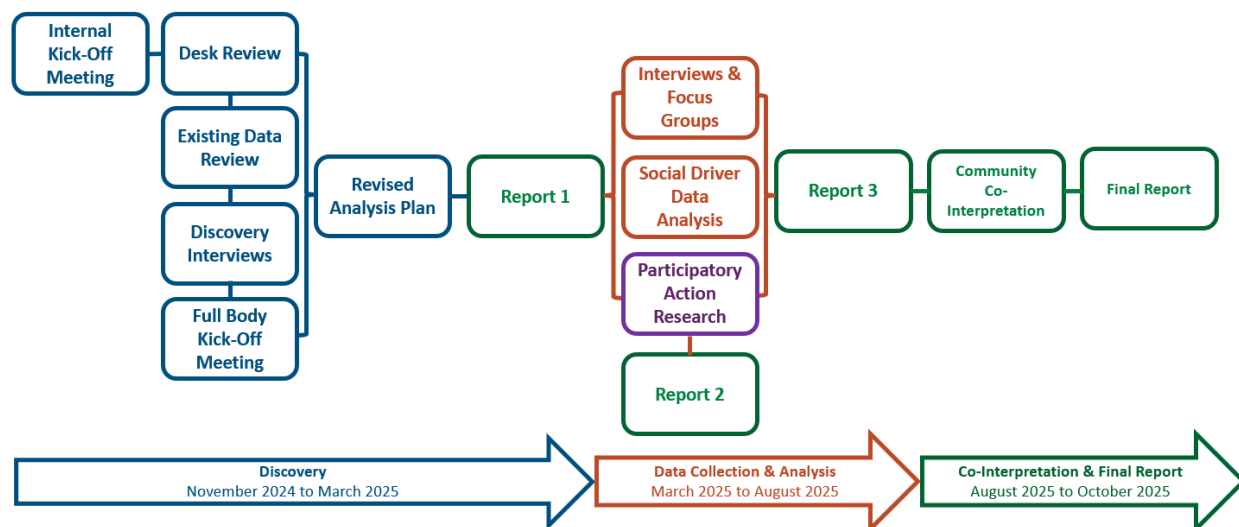 Internal
Kick-Off
Meeting
Desk Review
Existing Data
Review
Discovery
Interviews
Full Body
Kick-Off
Meeting
Revised
Analysis Plan
Report 1
Interviews &
Focus
Groups
Social Driver
Data
Analysis
Participatory
Action
Research
Report 2
Report 3
Community
Co-
Interpretation
Final Report
Discovery
November 2024 to March 2025
Data Collection & Analysis
March 2025 to August 2025
Co-Interpretation & Final Report
August 2025 to October 2025